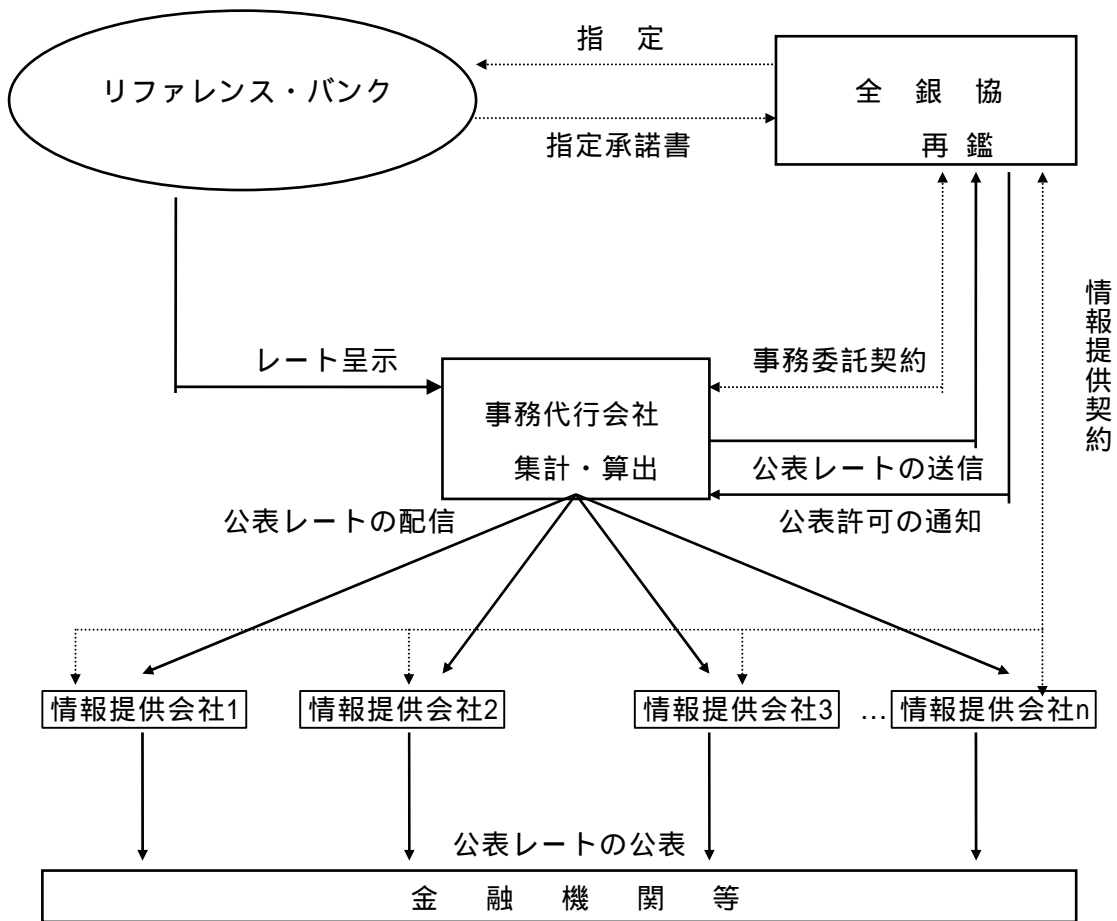 指 定
リファレンス・バンク
全 銀 協
再 鑑
指定承諾書
情報提供契約
レート呈示
事務委託契約
事務代行会社
集計・算出
公表レートの送信
公表レートの配信
公表許可の通知
情報提供会社1
情報提供会社2
情報提供会社3
…
情報提供会社n
公表レートの公表
金 融 機 関 等